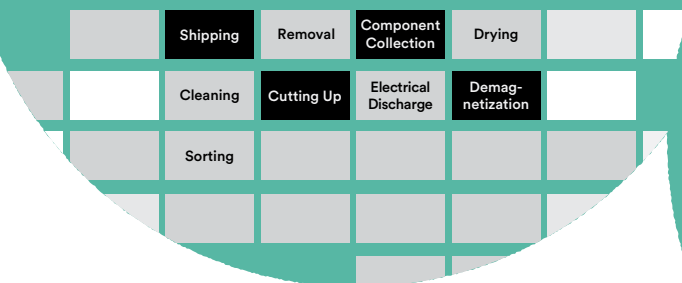 Shipping
Removal
Component
Collection
Drying
Cleaning
Cutting Up
Electrical
Discharge
Demag-
netization
Sorting